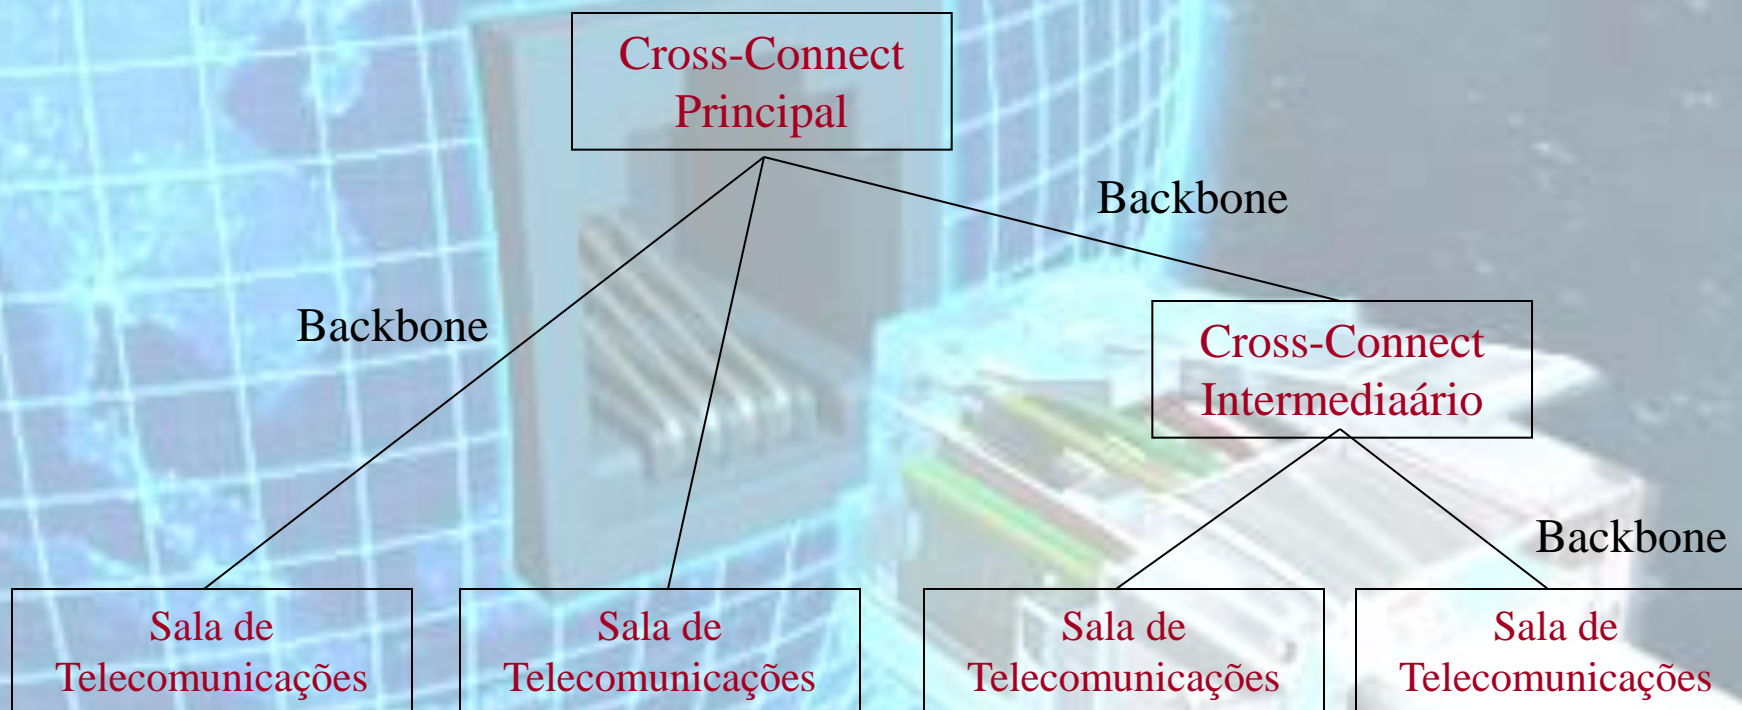 Cross-Connect
Principal
Backbone
Backbone
Cross-Connect
Intermediaário
Backbone
Sala de
Telecomunicações
Sala de
Telecomunicações
Sala de
Telecomunicações
Sala de
Telecomunicações